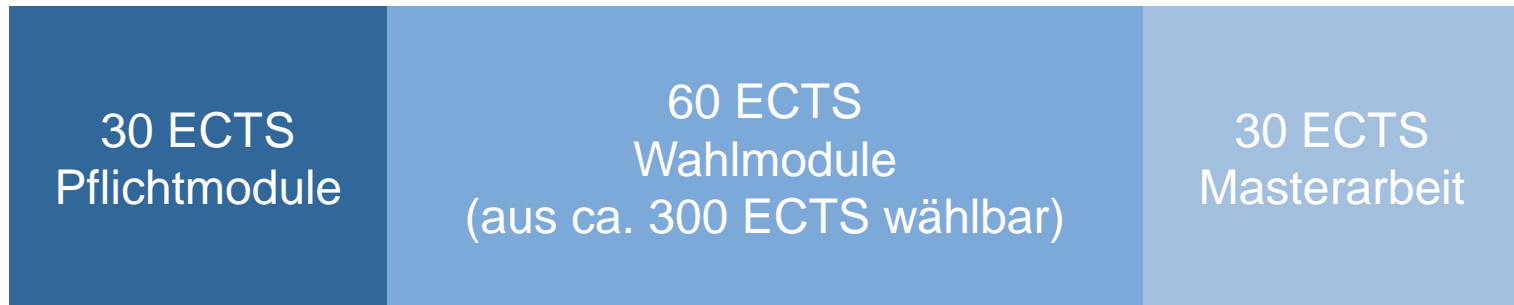 30 ECTS
Pflichtmodule
60 ECTS
Wahlmodule
(aus ca. 300 ECTS wählbar)
30 ECTS
Masterarbeit